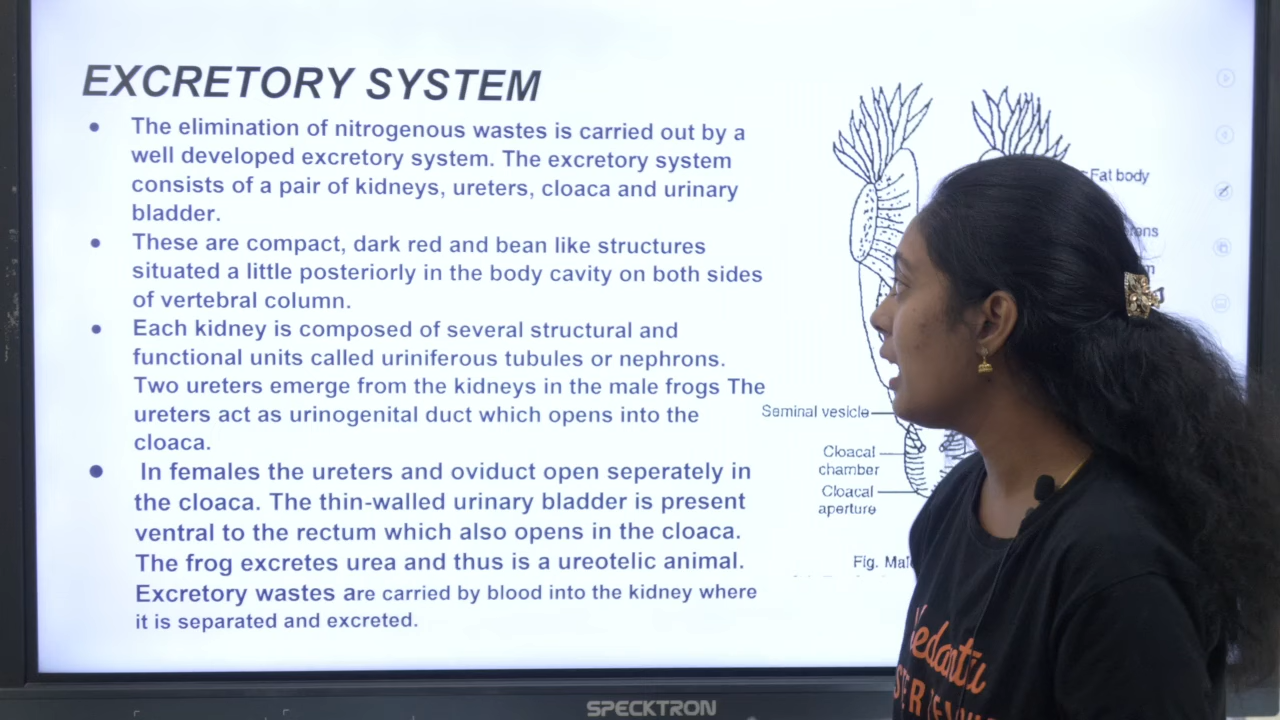 EXCRETORY SYSTEM
The elimination of nitrogenous wastes is carried out by a
well developed excretory system. The excretory system
consists of a pair of kidneys, ureters, cloaca and urinary
bladder.
These are compact, dark red and bean like structures
situated a little posteriorly in the body cavity on both sides
of vertebral column.
Each kidney is composed of several structural and
functional units called uriniferous tubules or nephrons.
Two ureters emerge from the kidneys in the male frogs The
ureters act as urinogenital duct which opens into the
cloaca.
In females the ureters and oviduct open seperately in
the cloaca. The thin-walled urinary bladder is present
ventral to the rectum which also opens in the cloaca.
The frog excretes urea and thus is a ureotelic animal.
Excretory wastes are carried by blood into the kidney where
it is separated and excreted.
Fat body
Seminal vesicle
Cloacal
chamber
Cloacal
aperture
Fig.
SPECKTRON
Vedantu